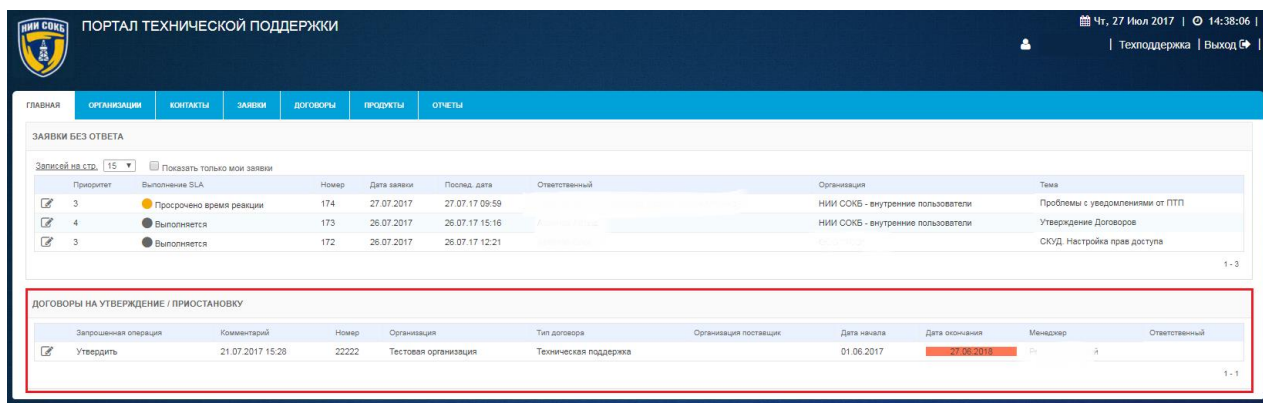 НИИ СОКБ
ПОРТАЛ ТЕХНИЧЕСКОЙ ПОДДЕРЖКИ
Чт, 27 Июл 2017 | 14:38:06 |
| Техподдержка | Выход |
ГЛАВНАЯ ОРГАНИЗАЦИИ КОНТАКТЫ ЗАЯВКИ ДОГОВОРЫ ПРОДУКТЫ ОТЧЕТЫ
ЗАЯВКИ БЕЗ ОТВЕТА
Записей на стр. 15 Показать только мои заявки
Приоритет Выполнение SLA Номер Дата заявки Послед. дата Ответственный Организация Тема
3 Просрочено время реакции 174 27.07.2017 27.07.17 09:59 НИИ СОКБ - внутренние пользователи Проблемы с уведомлениями от ПТП
4 Выполняется 173 26.07.2017 26.07.17 15:16 НИИ СОКБ - внутренние пользователи Утверждение Договоров
3 Выполняется 172 26.07.2017 26.07.17 12:21 СКУД. Настройка прав доступа
1 - 3
ДОГОВОРЫ НА УТВЕРЖДЕНИЕ / ПРИОСТАНОВКУ
Запрошенная операция Комментарий Номер Организация Тип договора Организация поставщик Дата начала Дата окончания Менеджер Ответственный
Утвердить 21.07.2017 15:28 22222 Тестовая организация Техническая поддержка 01.06.2017 27.06.2018
1 - 1